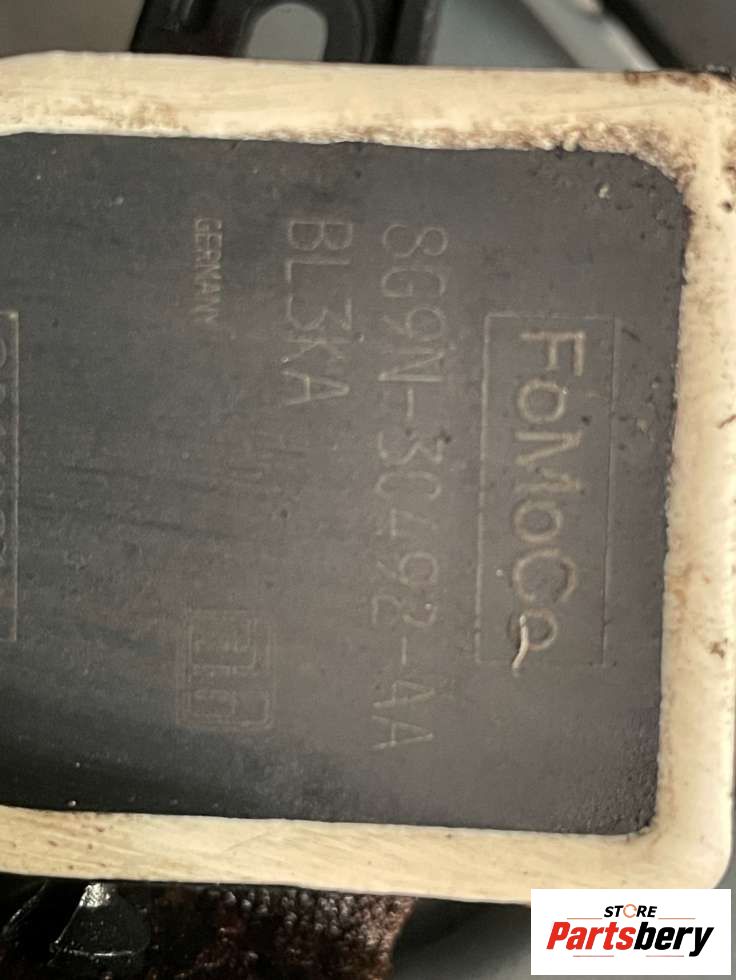 FoMoCo
8G9N-3C492-AA
BL3KA
GERMANY
STORE
Partsbery